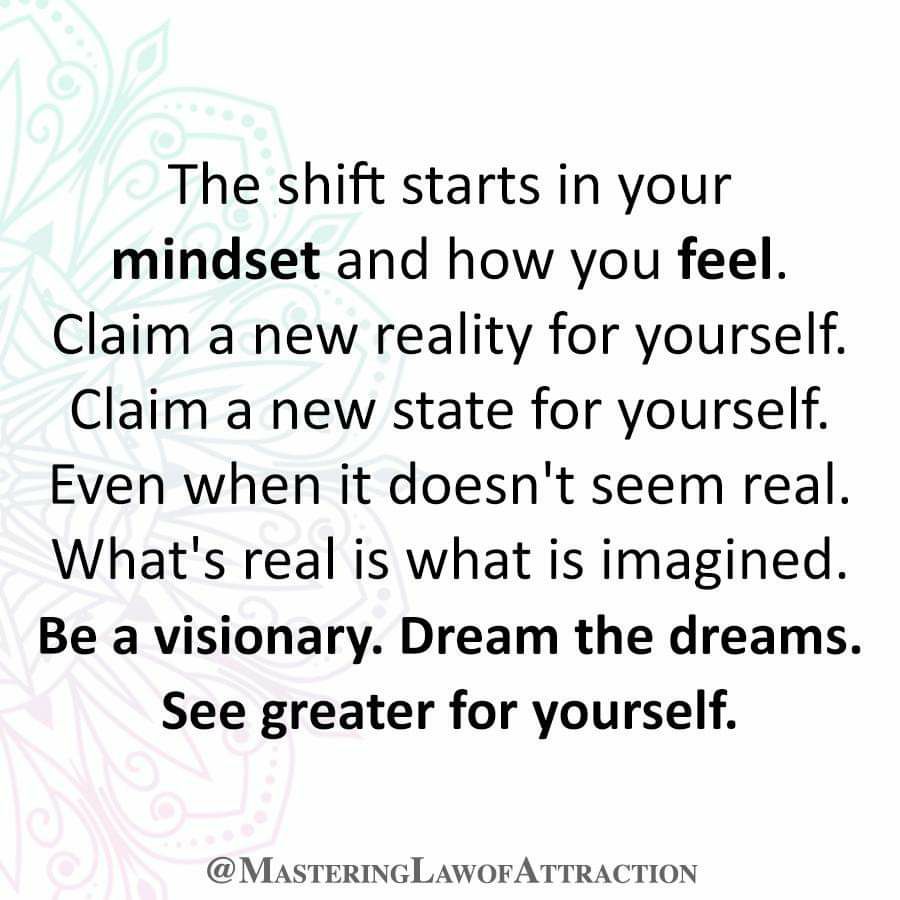 The shift starts in your
mindset and how you feel.
Claim a new reality for yourself.
Claim a new state for yourself.
Even when it doesn't seem real.
What's real is what is imagined.
Be a visionary. Dream the dreams.
See greater for yourself.
@MasteringLawofAttraction